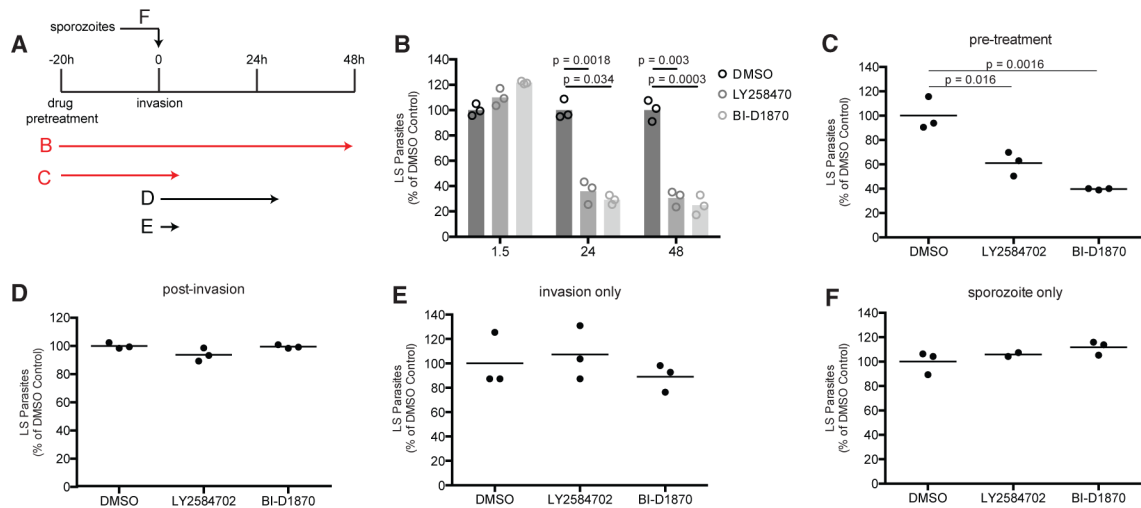 A
sporozoites
F
-20h
0
24h
48h
drug
pretreatment
invasion
B
C
D
E
B
LS Parasites
(% of DMSO Control)
120
100
80
60
40
20
0
p = 0.0018
p = 0.034
p = 0.003
p = 0.0003
DMSO
LY258470
BI-D1870
1.5
24
48
C
pre-treatment
LS Parasites
(% of DMSO Control)
140
120
100
80
60
40
20
0
p = 0.0016
p = 0.016
DMSO
LY2584702
BI-D1870
D
post-invasion
LS Parasites
(% of DMSO Control)
120
100
80
60
40
20
0
DMSO
LY2584702
BI-D1870
E
invasion only
LS Parasites
(% of DMSO Control)
140
120
100
80
60
40
20
0
DMSO
LY2584702
BI-D1870
F
sporozoite only
LS Parasites
(% of DMSO Control)
140
120
100
80
60
40
20
0
DMSO
LY2584702
BI-D1870